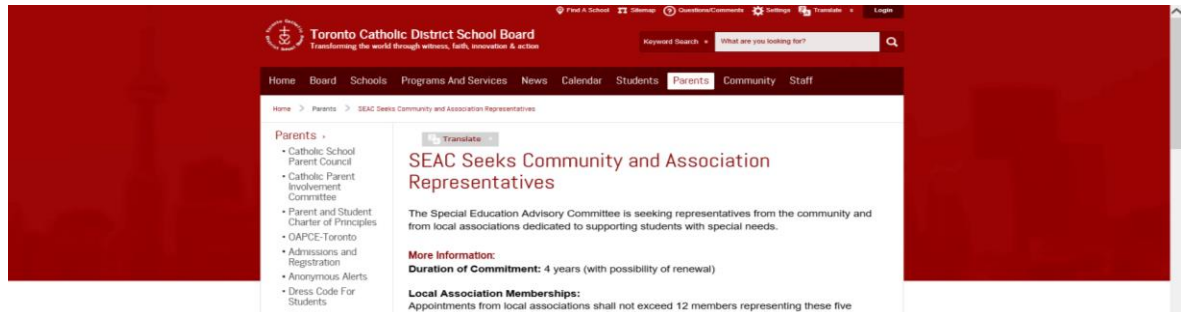 Find A School Sitemap Questions/Comments Settings Translate Login
Toronto Catholic District School Board
Transforming the world through witness, faith, innovation & action
Keyword Search What are you looking for?
Home Board Schools Programs And Services News Calendar Students Parents Community Staff
Home > Parents > SEAC Seeks Community and Association Representatives
Parents
• Catholic School
Parent Council
• Catholic Parent
Involvement
Committee
• Parent and Student
Charter of Principles
• OAPCE-Toronto
• Admissions and
Registration
• Anonymous Alerts
• Dress Code For
Students
Translate
SEAC Seeks Community and Association
Representatives
The Special Education Advisory Committee is seeking representatives from the community and
from local associations dedicated to supporting students with special needs.
More Information:
Duration of Commitment: 4 years (with possibility of renewal)
Local Association Memberships:
Appointments from local associations shall not exceed 12 members representing these five